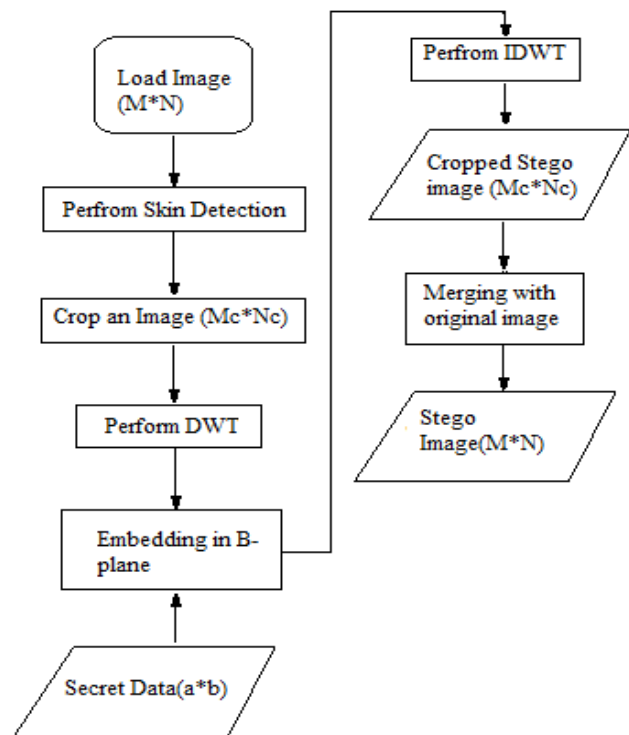 Load Image
(M*N)
Perfrom Skin Detection
Crop an Image (Mc*Nc)
Perform DWT
Embedding in B-
plane
Secret Data(a*b)
Perfrom IDWT
Cropped Stego
image (Mc*Nc)
Merging with
original image
Stego
Image(M*N)